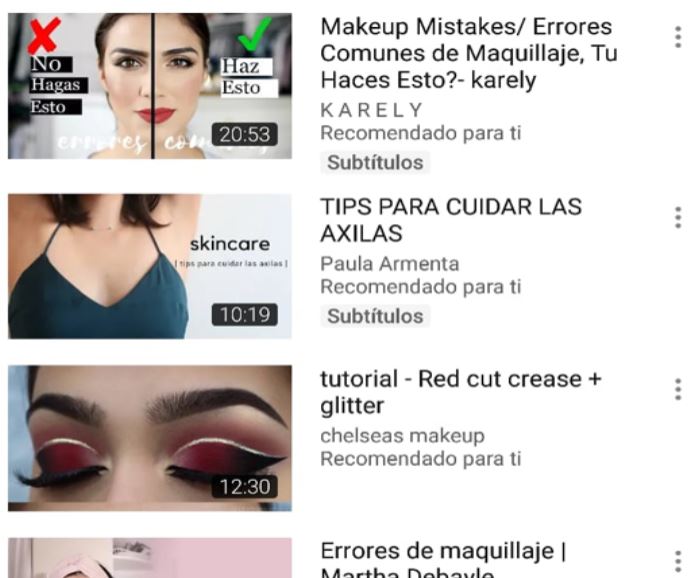 No
Hagas
Esto
Haz
Esto
errores comunes
20:53
Makeup Mistakes/ Errores
Comunes de Maquillaje, Tu
Haces Esto?- karely
K A R E L Y
Recomendado para ti
Subtítulos
skincare
| tips para cuidar las axilas |
10:19
TIPS PARA CUIDAR LAS
AXILAS
Paula Armenta
Recomendado para ti
Subtítulos
12:30
tutorial - Red cut crease +
glitter
chelseas makeup
Recomendado para ti
Errores de maquillaje |
Martha Debayle